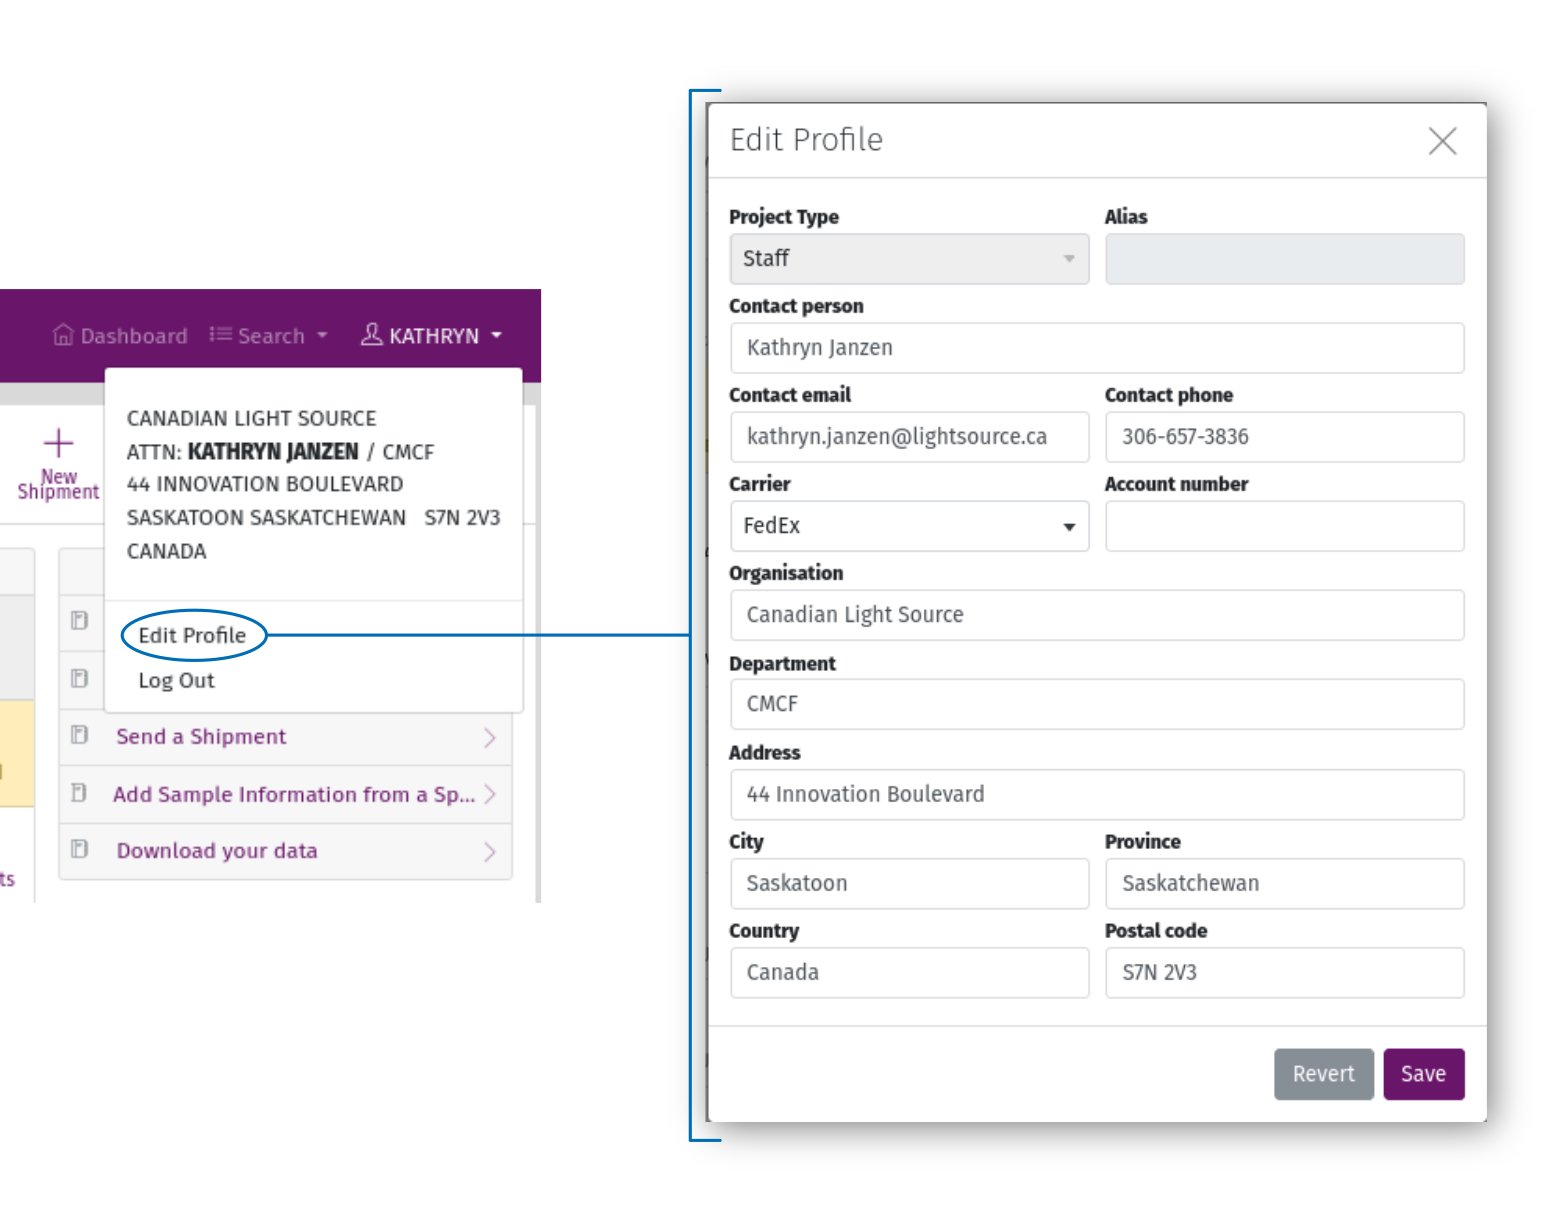 Dashboard Search KATHRYN
New
Shipment
CANADIAN LIGHT SOURCE
ATTN: KATHRYN JANZEN / CMCF
44 INNOVATION BOULEVARD
SASKATOON SASKATCHEWAN S7N 2V3
CANADA
Edit Profile
Log Out
Send a Shipment
Add Sample Information from a Sp...
Download your data
ts
Edit Profile
Project Type Alias
Staff
Contact person
Kathryn Janzen
Contact email Contact phone
kathryn.janzen@lightsource.ca 306-657-3836
Carrier Account number
FedEx
Organisation
Canadian Light Source
Department
CMCF
Address
44 Innovation Boulevard
City Province
Saskatoon Saskatchewan
Country Postal code
Canada S7N 2V3
Revert Save